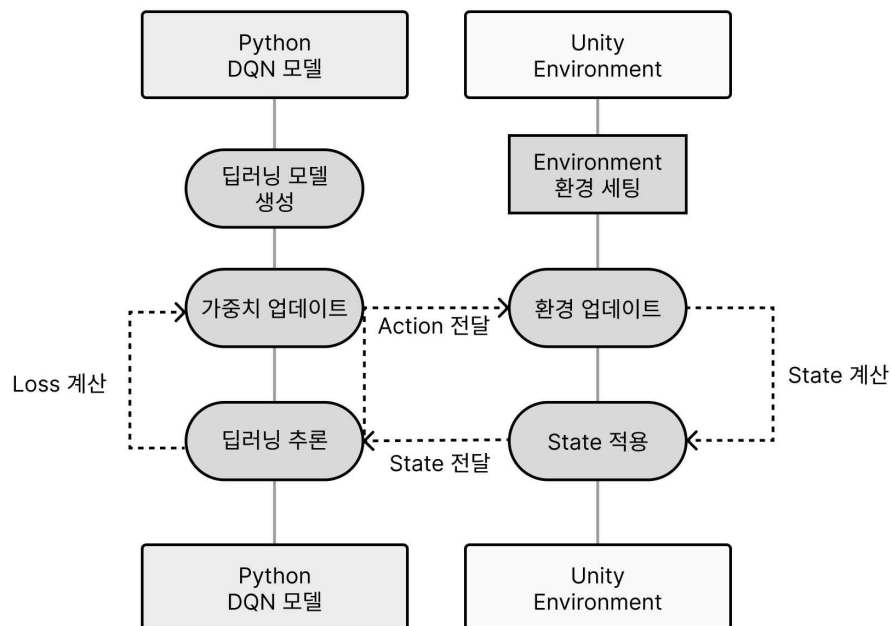 Python
DQN 모델
Unity
Environment
딥러닝 모델
생성
Environment
환경 세팅
가중치 업데이트
Action 전달
환경 업데이트
Loss 계산
State 계산
딥러닝 추론
State 전달
State 적용
Python
DQN 모델
Unity
Environment